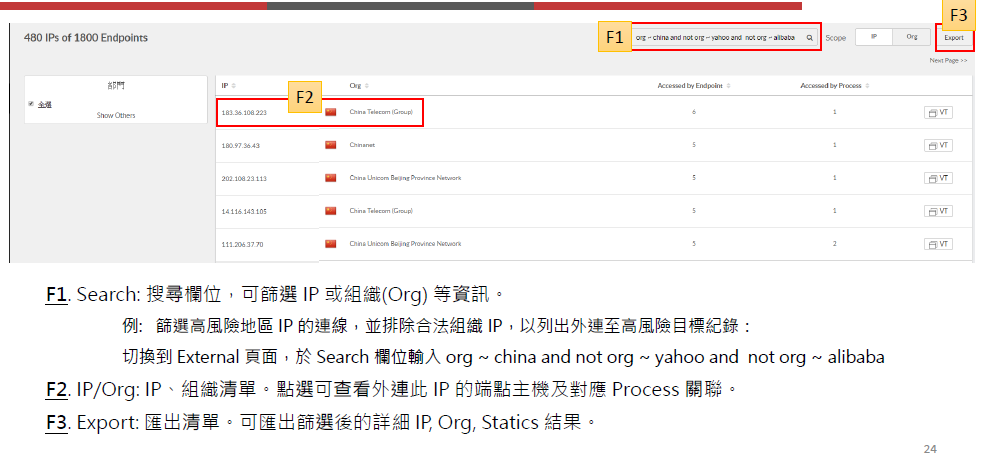 F3
480 IPs of 1800 Endpoints
F1
org ~ china and not org ~ yahoo and not org ~ alibaba
Scope
IP
Org
Export
Next Page >>
部門
全選
Show Others
IP
F2
Org
Accessed by Endpoint
Accessed by Process
183.36.108.223 China Telecom (Group) 6 1 VT
180.97.36.43 Chinanet 5 1 VT
202.108.23.113 China Unicom Beijing Province Network 5 1 VT
14.116.143.105 China Telecom (Group) 5 1 VT
111.206.37.70 China Unicom Beijing Province Network 5 2 VT
F1. Search: 搜尋欄位，可篩選 IP 或組織(Org) 等資訊。
例: 篩選高風險地區 IP 的連線，並排除合法組織 IP，以列出外連至高風險目標紀錄：
切換到 External 頁面，於 Search 欄位輸入 org ~ china and not org ~ yahoo and not org ~ alibaba
F2. IP/Org: IP、組織清單。點選可查看外連此 IP 的端點主機及對應 Process 關聯。
F3. Export: 匯出清單。可匯出篩選後的詳細 IP, Org, Statics 結果。
24